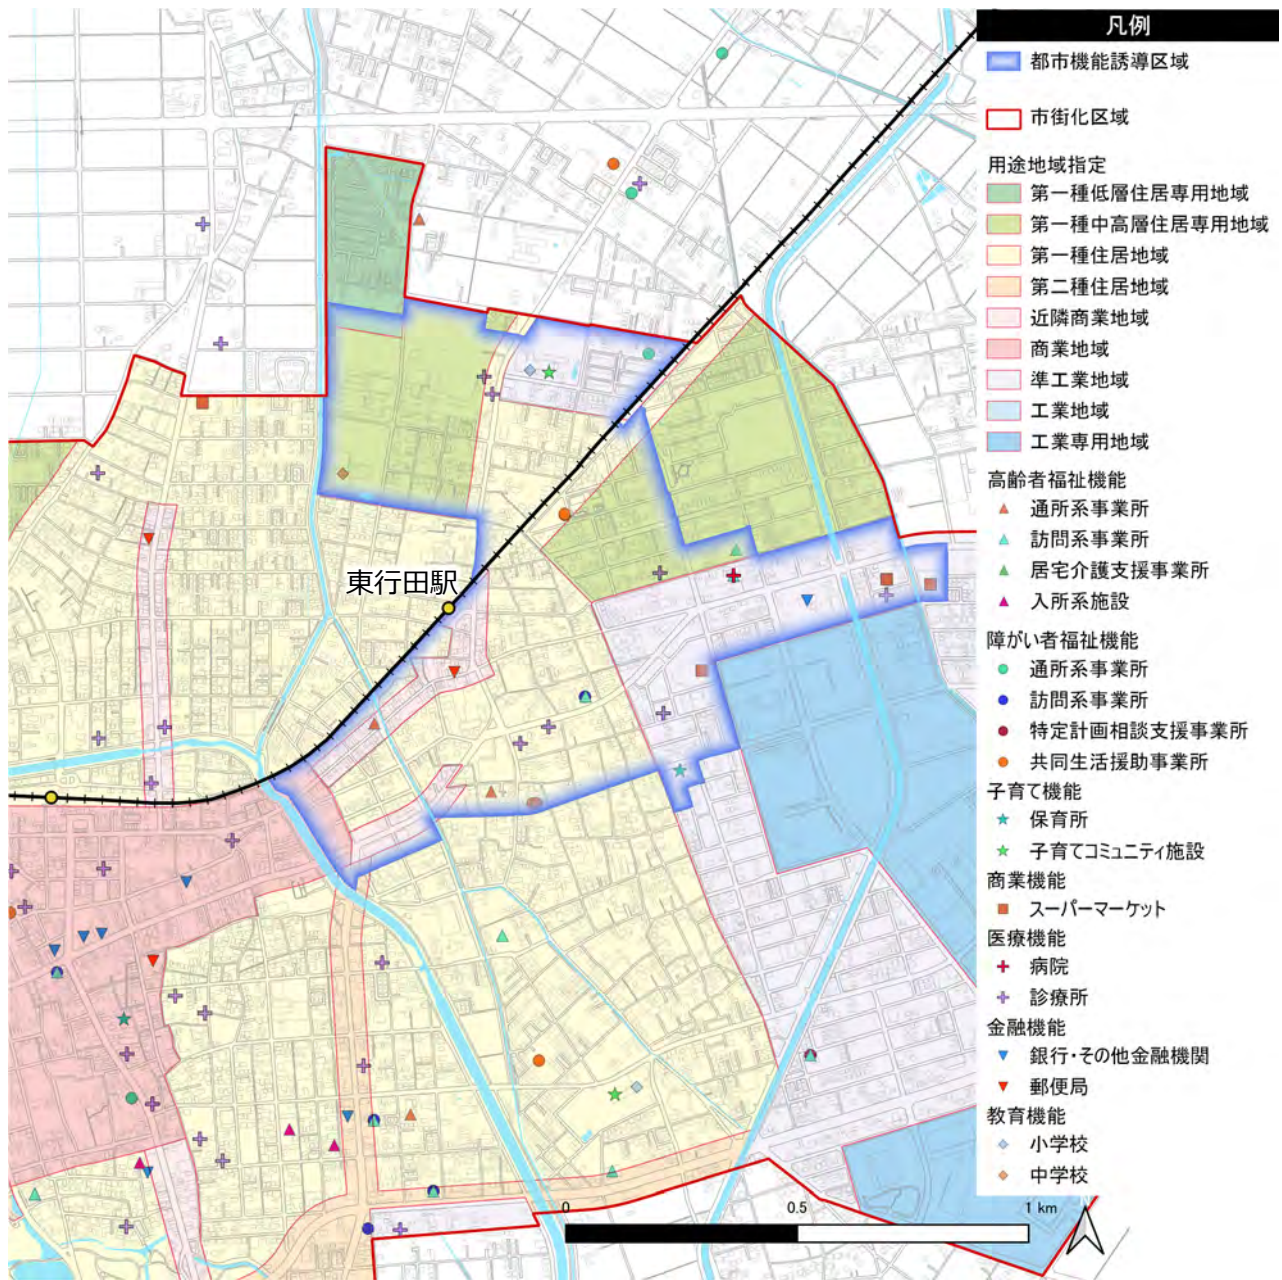 凡例
都市機能誘導区域
市街化区域
用途地域指定
第一種低層住居専用地域
第一種中高層住居専用地域
第一種住居地域
第二種住居地域
近隣商業地域
商業地域
準工業地域
工業地域
工業専用地域
高齢者福祉機能
通所系事業所
訪問系事業所
居宅介護支援事業所
入所系施設
障がい者福祉機能
通所系事業所
訪問系事業所
特定計画相談支援事業所
共同生活援助事業所
子育て機能
保育所
子育てコミュニティ施設
商業機能
スーパーマーケット
医療機能
病院
診療所
金融機能
銀行・その他金融機関
郵便局
教育機能
小学校
中学校
東行田駅
0 0.5 1 km